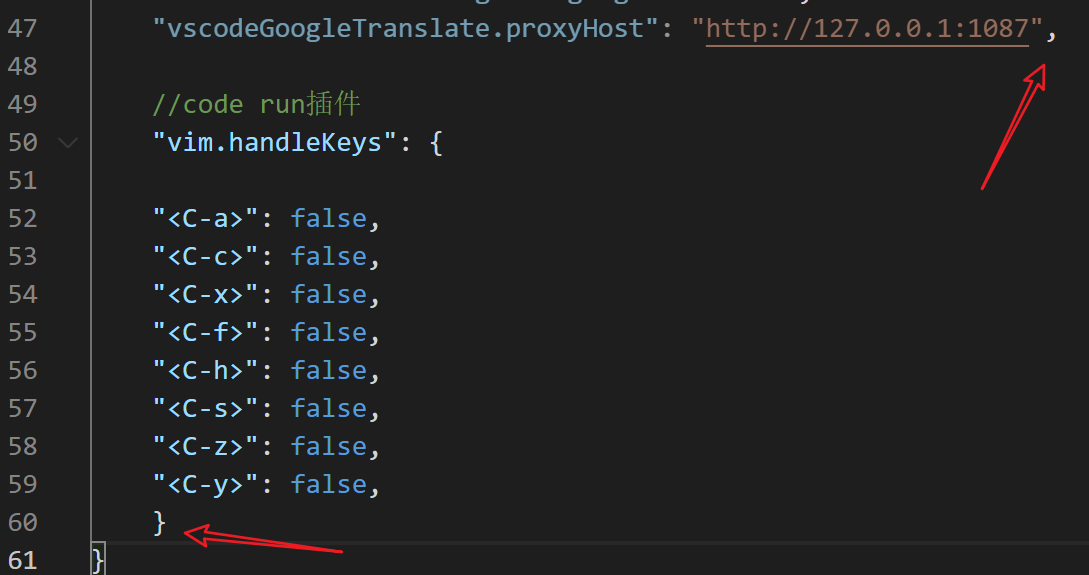 47 "vscodeGoogleTranslate.proxyHost": "http://127.0.0.1:1087",
48
49 //code run插件
50 "vim.handleKeys": {
51
52 "<C-a>": false,
53 "<C-c>": false,
54 "<C-x>": false,
55 "<C-f>": false,
56 "<C-h>": false,
57 "<C-s>": false,
58 "<C-z>": false,
59 "<C-y>": false,
60 }
61 }